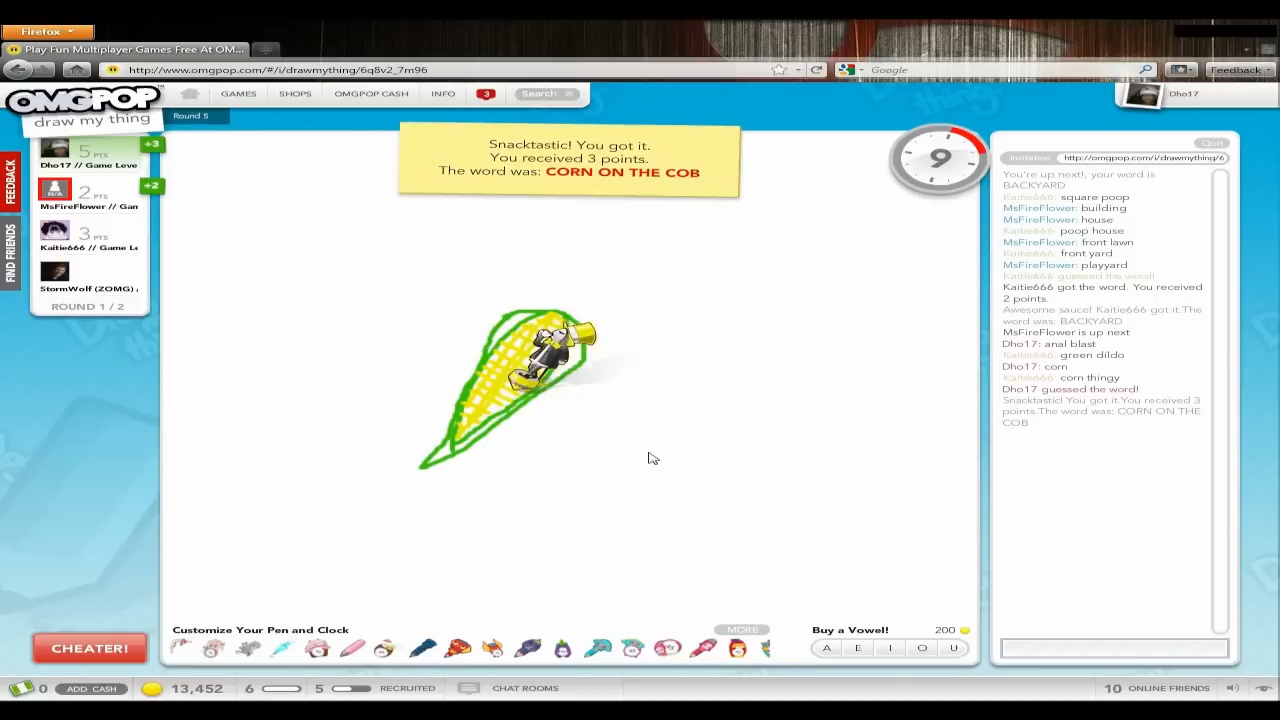 Firefox
Play Fun Multiplayer Games Free At OM...
http://www.omgpop.com/#/i/drawmything/6q8v2_7m96
Google
Feedback
OMGPOP
GAMES
SHOPS
OMGPOP CASH
INFO
3
Search
Dho17
draw my thing
Round 5
FEEDBACK
FIND FRIENDS
+3
5 PTS
Dho17 // Game Leve
+2
N/A
2 PTS
MsFireFlower // Gam
3 PTS
Kaitie666 // Game Le
StormWolf (ZOMG)
ROUND 1 / 2
Snacktastic! You got it.
You received 3 points.
The word was: CORN ON THE COB
9
Quit
Invitation
http://omgpop.com/i/drawmything/6
You're up next!, your word is
BACKYARD
Kaitie666: square poop
MsFireFlower: building
MsFireFlower: house
Kaitie666: poop house
MsFireFlower: front lawn
Kaitie666: front yard
MsFireFlower: playyard
Kaitie666 guessed the word!
Kaitie666 got the word. You received
2 points.
Awesome sauce! Kaitie666 got it.The
word was: BACKYARD
MsFireFlower is up next
Dho17: anal blast
Kaitie666: green dildo
Dho17: corn
Kaitie666: corn thingy
Dho17 guessed the word!
Snacktastic! You got it.You received 3
points.The word was: CORN ON THE
COB
Customize Your Pen and Clock
MORE
Buy a Vowel!
200
A E I O U
CHEATER!
0
ADD CASH
13,452
6
5
RECRUITED
CHAT ROOMS
10 ONLINE FRIENDS